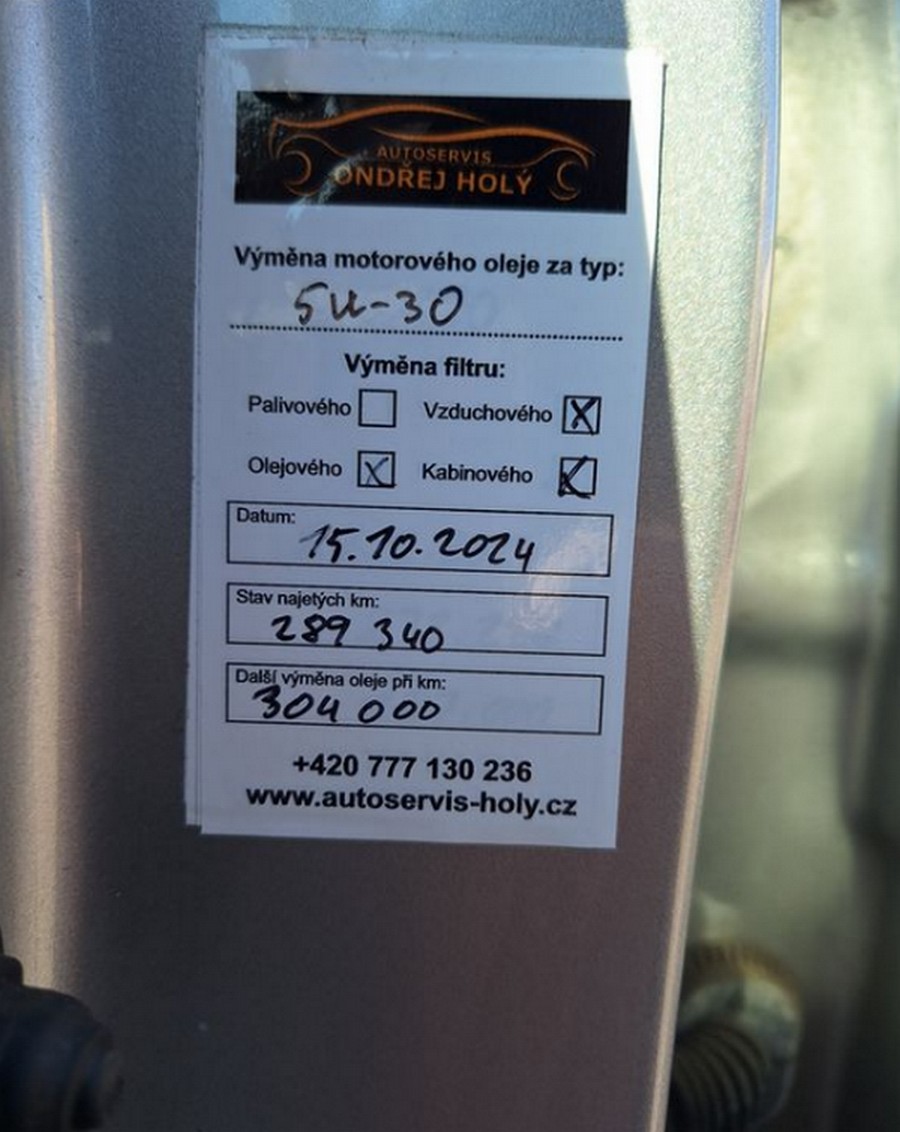 AUTOSERVIS
ONDŘEJ HOLÝ
Výměna motorového oleje za typ:
5W-30
Výměna filtru:
Palivového Vzduchového X
Olejového X Kabinového X
Datum:
15.10.2024
Stav najetých km:
289 340
Další výměna oleje při km:
304 000
+420 777 130 236
www.autoservis-holy.cz